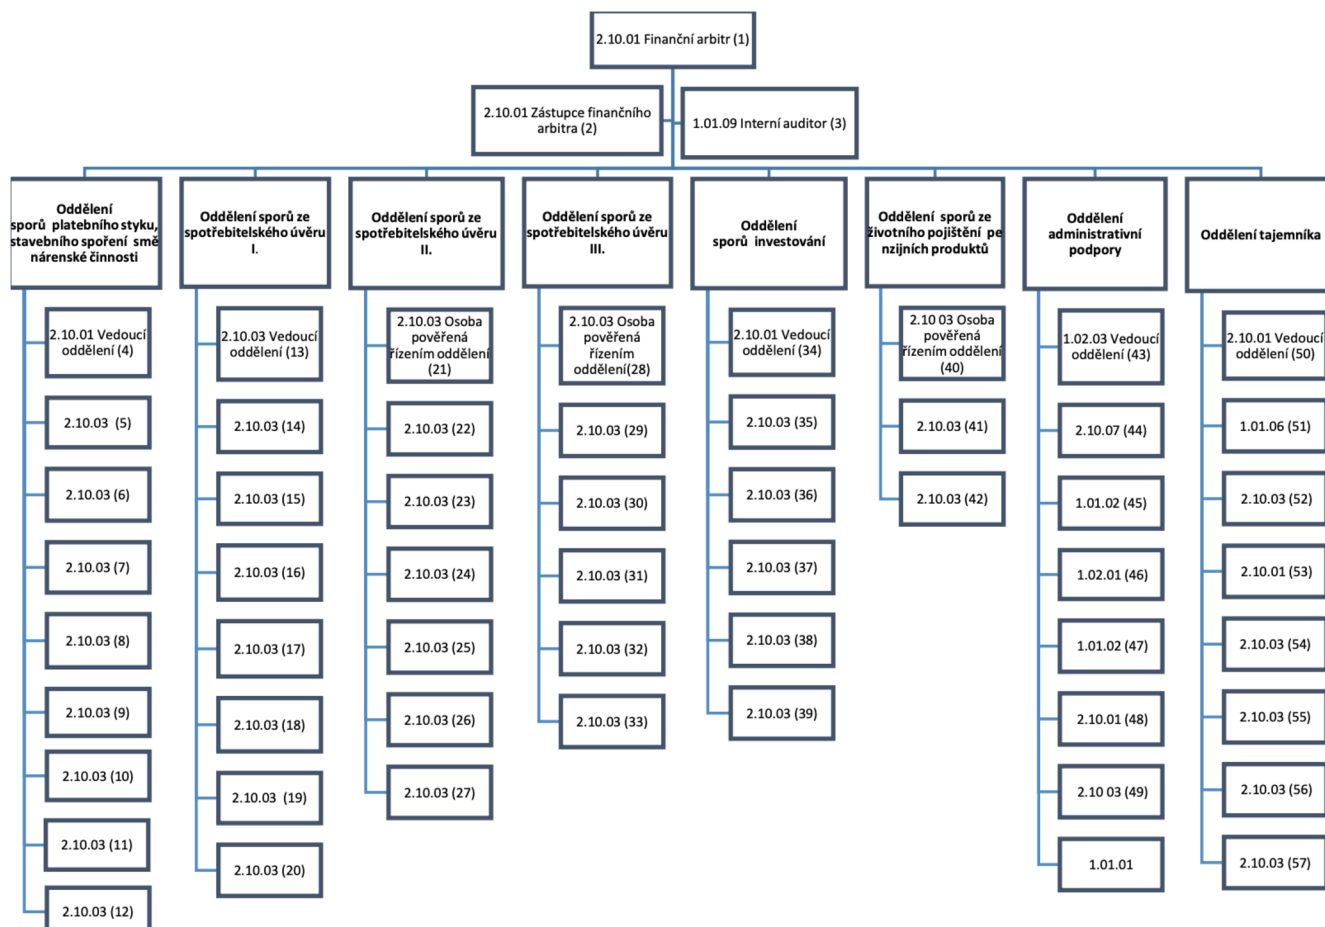 2.10.01 Finanční arbitr (1)
2.10.01 Zástupce finančního
arbitra (2)
1.01.09 Interní auditor (3)
Oddělení
sporů platebního styku,
stavebního spoření smě
nárenské činnosti
2.10.01 Vedoucí
oddělení (4)
2.10.03 (5)
2.10.03 (6)
2.10.03 (7)
2.10.03 (8)
2.10.03 (9)
2.10.03 (10)
2.10.03 (11)
2.10.03 (12)
Oddělení sporů ze
spotřebitelského úvěru
I.
2.10.03 Vedoucí
oddělení (13)
2.10.03 (14)
2.10.03 (15)
2.10.03 (16)
2.10.03 (17)
2.10.03 (18)
2.10.03 (19)
2.10.03 (20)
Oddělení sporů ze
spotřebitelského úvěru
II.
2.10.03 Osoba
pověřená
řízením oddělení
(21)
2.10.03 (22)
2.10.03 (23)
2.10.03 (24)
2.10.03 (25)
2.10.03 (26)
2.10.03 (27)
Oddělení sporů ze
spotřebitelského úvěru
III.
2.10.03 Osoba
pověřená
řízením
oddělení(28)
2.10.03 (29)
2.10.03 (30)
2.10.03 (31)
2.10.03 (32)
2.10.03 (33)
Oddělení
sporů investování
2.10.01 Vedoucí
oddělení (34)
2.10.03 (35)
2.10.03 (36)
2.10.03 (37)
2.10.03 (38)
2.10.03 (39)
Oddělení sporů ze
životního pojištění pe
nzijních produktů
2.10 03 Osoba
pověřená
řízením oddělení
(40)
2.10.03 (41)
2.10.03 (42)
Oddělení
administrativní
podpory
1.02.03 Vedoucí
oddělení (43)
2.10.07 (44)
1.01.02 (45)
1.02.01 (46)
1.01.02 (47)
2.10.01 (48)
2.10 03 (49)
1.01.01
Oddělení tajemníka
2.10.01 Vedoucí
oddělení (50)
1.01.06 (51)
2.10.03 (52)
2.10.01 (53)
2.10.03 (54)
2.10.03 (55)
2.10.03 (56)
2.10.03 (57)